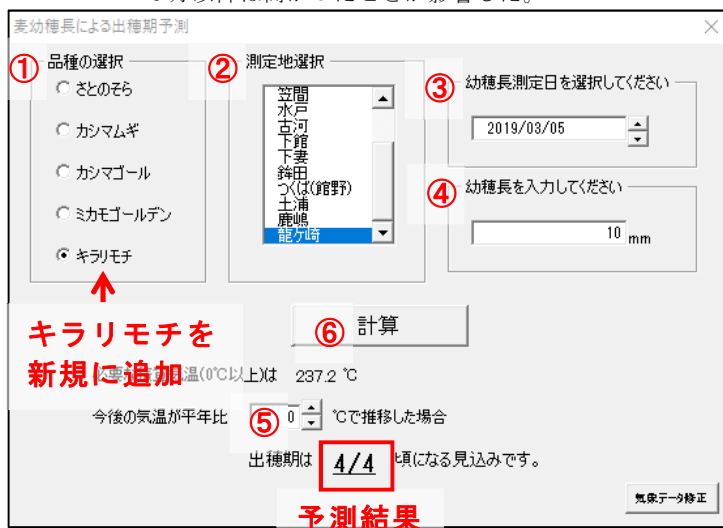 麦幼穂長による出穂期予測
① 品種の選択
さとのそら
カシマムギ
カシマゴール
ミカモゴールデン
キラリモチ
キラリモチを
新規に追加
② 測定地選択
笠間
水戸
古河
下館
下妻
鉾田
つくば(館野)
土浦
鹿嶋
龍ケ崎
③ 幼穂長測定日を選択してください
2019/03/05
④ 幼穂長を入力してください
10 mm
⑥ 計算
気温(0℃以上)は 237.2 ℃
今後の気温が平年比 ⑤ 0 ℃で推移した場合
出穂期は 4/4 頃になる見込みです。
予測結果
気象データ修正